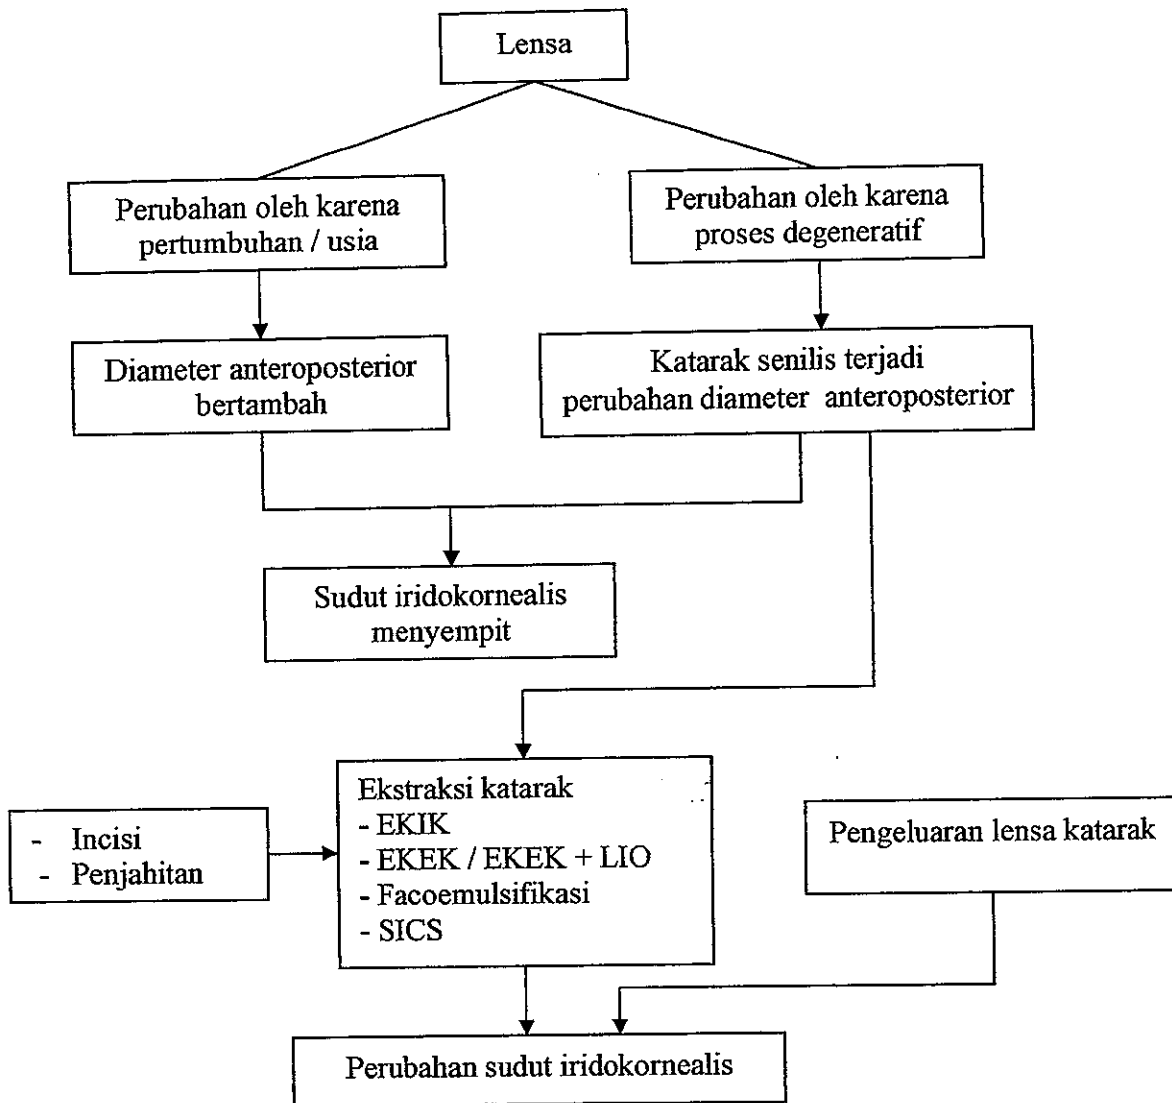 Lensa
Perubahan oleh karena
pertumbuhan / usia
Perubahan oleh karena
proses degeneratif
Diameter anteroposterior
bertambah
Katarak senilis terjadi
perubahan diameter anteroposterior
Sudut iridokornealis
menyempit
- Incisi
- Penjahitan
Ekstraksi katarak
- EKIK
- EKEK / EKEK + LIO
- Facoemulsifikasi
- SICS
Pengeluaran lensa katarak
Perubahan sudut iridokornealis